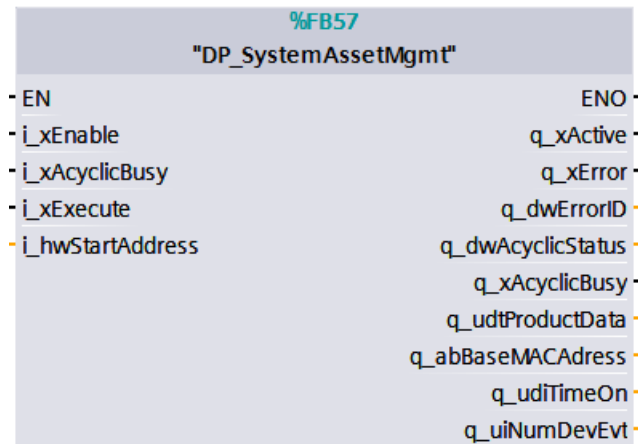 %FB57
"DP_SystemAssetMgmt"
EN ENO
i_xEnable q_xActive
i_xAcyclicBusy q_xError
i_xExecute q_dwErrorID
i_hwStartAddress q_dwAcyclicStatus
q_xAcyclicBusy
q_udtProductData
q_abBaseMACAdress
q_udiTimeOn
q_uiNumDevEvt